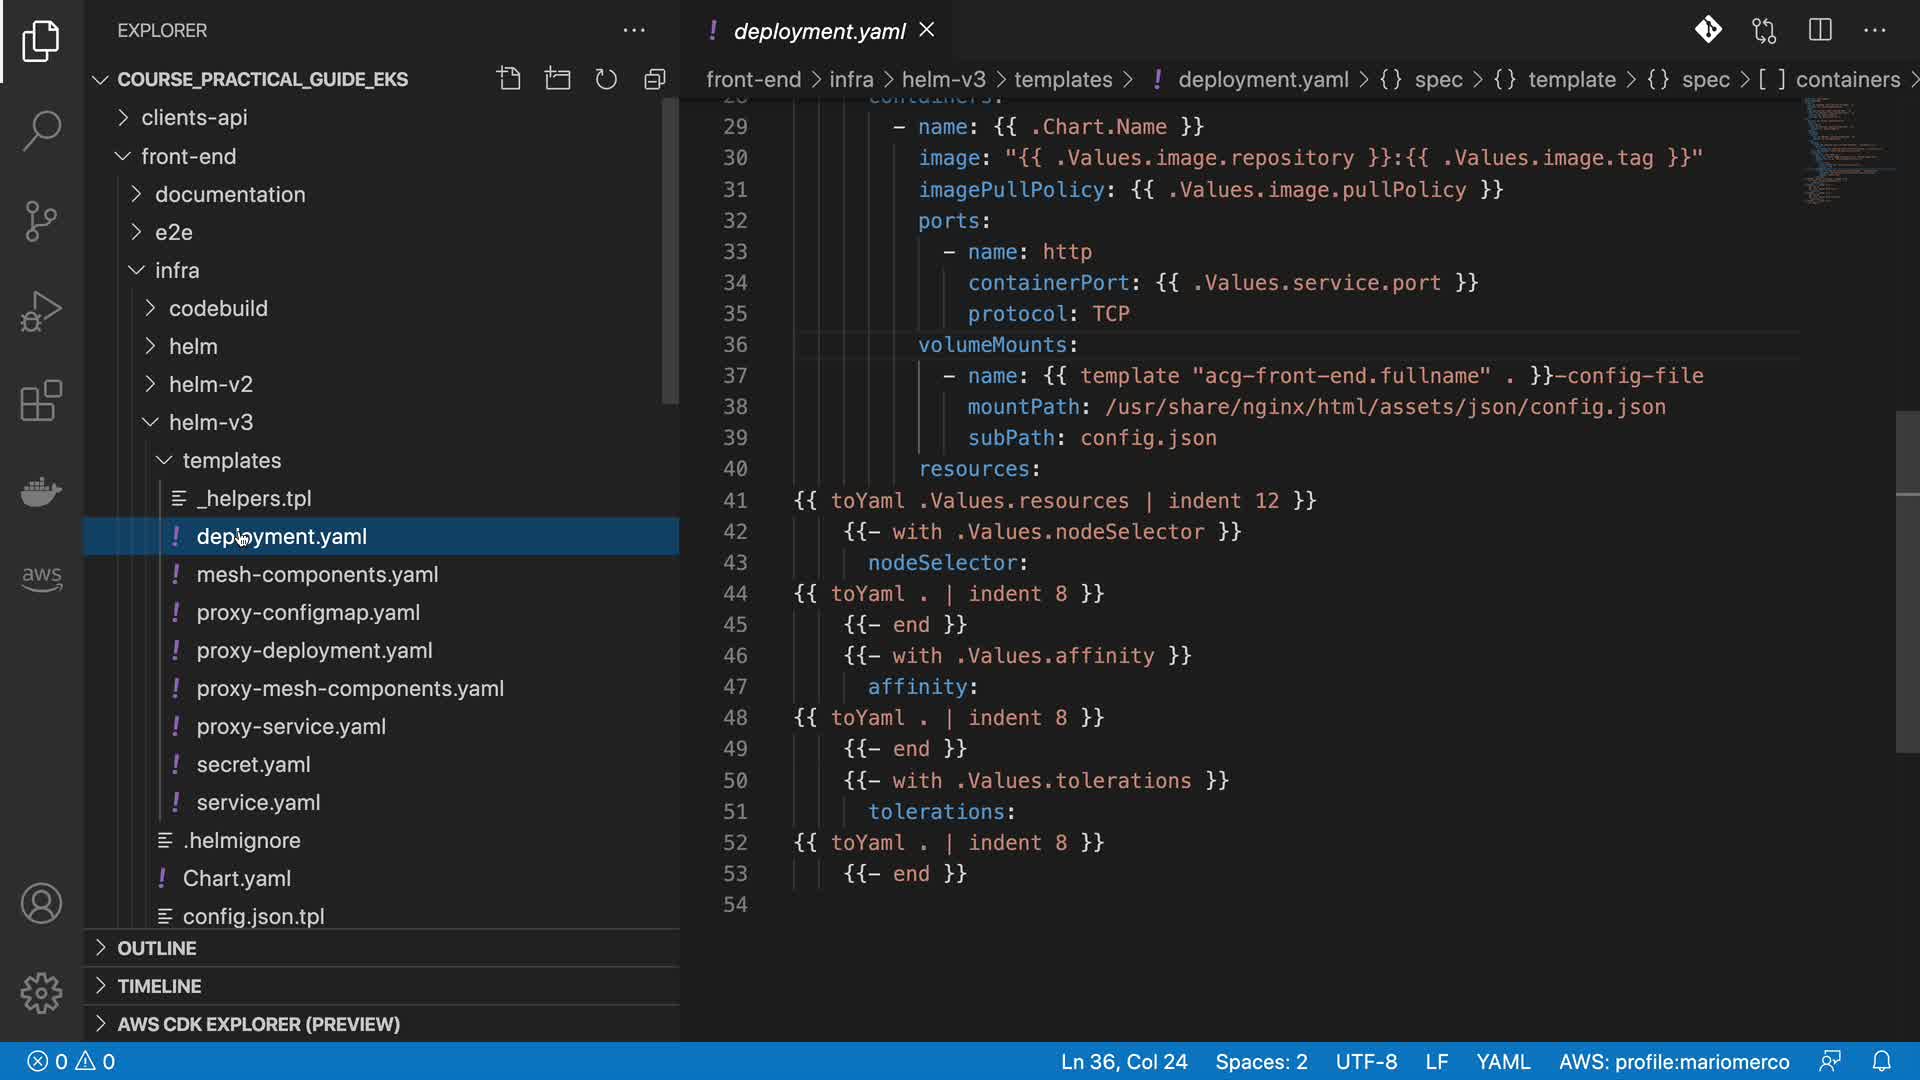 EXPLORER
COURSE_PRACTICAL_GUIDE_EKS
clients-api
front-end
documentation
e2e
infra
codebuild
helm
helm-v2
helm-v3
templates
_helpers.tpl
deployment.yaml
mesh-components.yaml
proxy-configmap.yaml
proxy-deployment.yaml
proxy-mesh-components.yaml
proxy-service.yaml
secret.yaml
service.yaml
.helmignore
Chart.yaml
config.json.tpl
OUTLINE
TIMELINE
AWS CDK EXPLORER (PREVIEW)
aws
! deployment.yaml
front-end > infra > helm-v3 > templates > ! deployment.yaml > {} spec > {} template > {} spec > [ ] containers >
28 containers:
29 - name: {{ .Chart.Name }}
30 image: "{{ .Values.image.repository }}:{{ .Values.image.tag }}"
31 imagePullPolicy: {{ .Values.image.pullPolicy }}
32 ports:
33 - name: http
34 containerPort: {{ .Values.service.port }}
35 protocol: TCP
36 volumeMounts:
37 - name: {{ template "acg-front-end.fullname" . }}-config-file
38 mountPath: /usr/share/nginx/html/assets/json/config.json
39 subPath: config.json
40 resources:
41 {{ toYaml .Values.resources | indent 12 }}
42 {{- with .Values.nodeSelector }}
43 nodeSelector:
44 {{ toYaml . | indent 8 }}
45 {{- end }}
46 {{- with .Values.affinity }}
47 affinity:
48 {{ toYaml . | indent 8 }}
49 {{- end }}
50 {{- with .Values.tolerations }}
51 tolerations:
52 {{ toYaml . | indent 8 }}
53 {{- end }}
54
0 0 Ln 36, Col 24 Spaces: 2 UTF-8 LF YAML AWS: profile:mariomerco